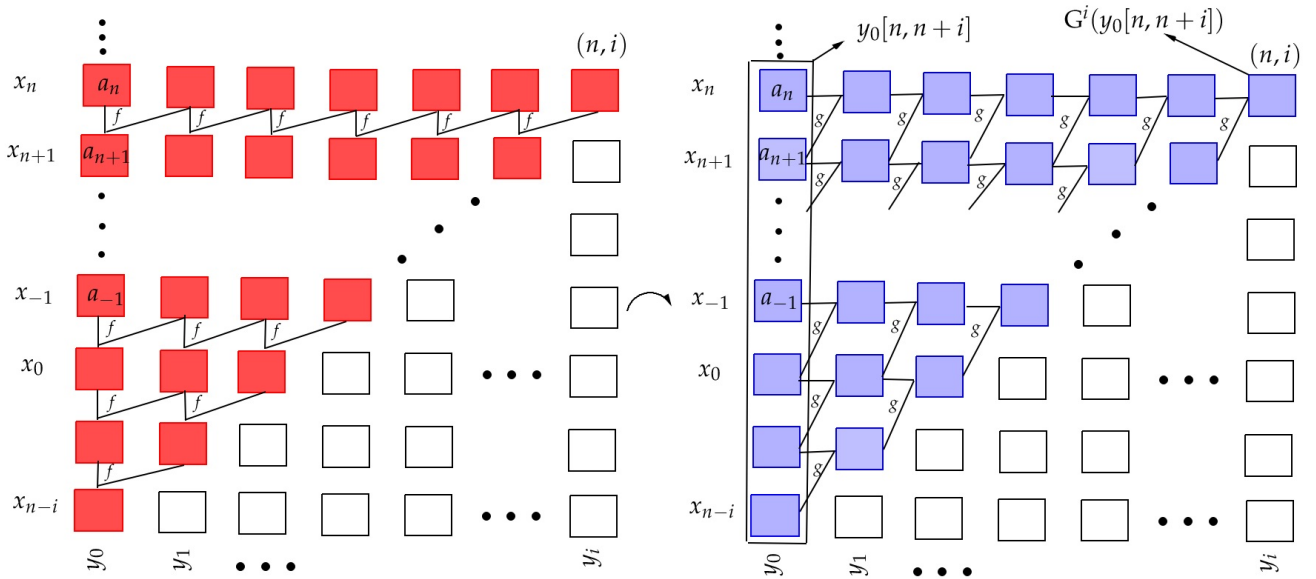 (n, i)
x_n a_n f f f f f f
x_{n+1} a_{n+1}
x_{-1} a_{-1} f f f
x_0 f f
f
x_{n-i}
y_0 y_1 y_i
y_0[n, n + i] G^i(y_0[n, n + i])
(n, i)
x_n a_n g g g g g g
x_{n+1} a_{n+1} g g g g
x_{-1} a_{-1} g g g
x_0 g g
g
x_{n-i}
y_0 y_1 y_i